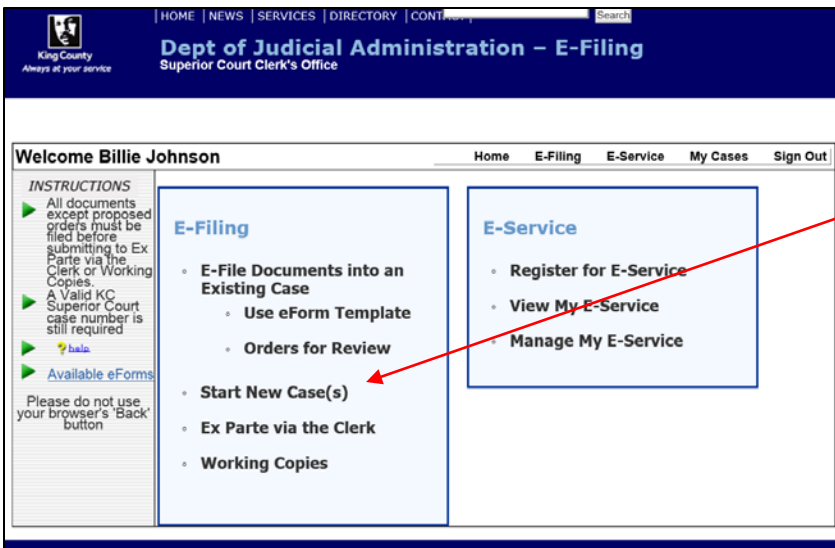 |HOME |NEWS |SERVICES |DIRECTORY |CONT
Search
King County
Always at your service
Dept of Judicial Administration – E-Filing
Superior Court Clerk's Office
Welcome Billie Johnson
Home E-Filing E-Service My Cases Sign Out
INSTRUCTIONS
All documents
except proposed
orders must be
filed before
submitting to Ex
Parte via the
Clerk or Working
Copies.
A Valid KC
Superior Court
case number is
still required
?help
Available eForms
Please do not use
your browser's 'Back'
button
E-Filing
E-File Documents into an
Existing Case
Use eForm Template
Orders for Review
Start New Case(s)
Ex Parte via the Clerk
Working Copies
E-Service
Register for E-Service
View My E-Service
Manage My E-Service